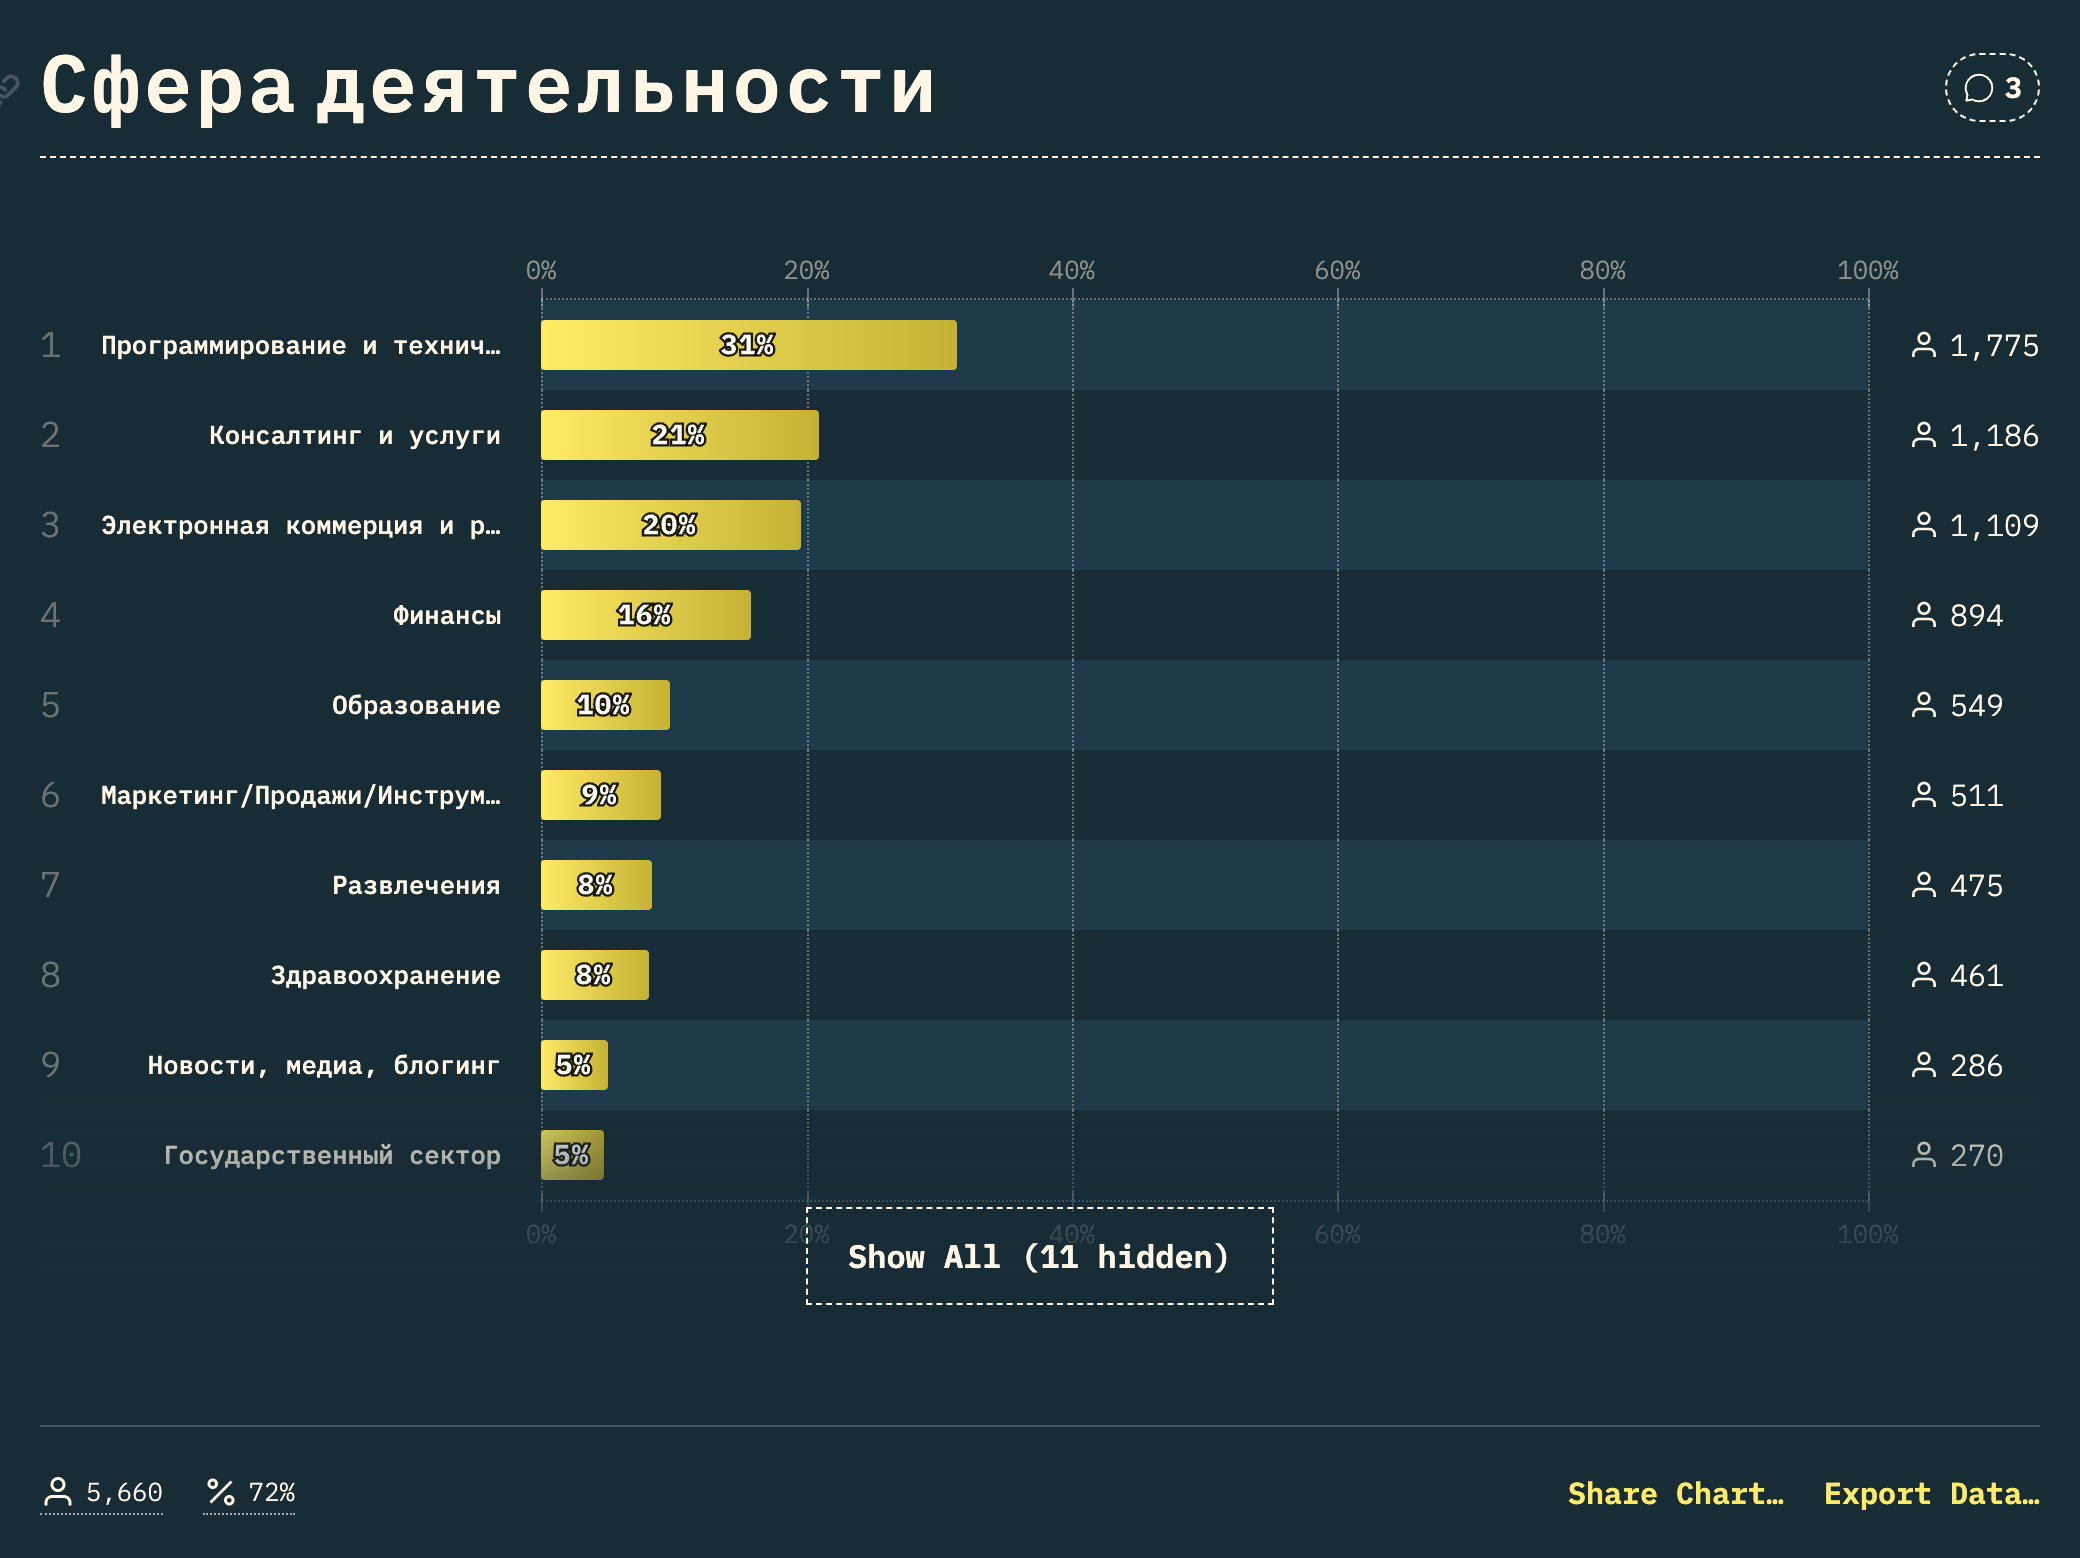 Сфера деятельности
3
0% 20% 40% 60% 80% 100%
1 Программирование и технич… 31% 1,775
2 Консалтинг и услуги 21% 1,186
3 Электронная коммерция и р… 20% 1,109
4 Финансы 16% 894
5 Образование 10% 549
6 Маркетинг/Продажи/Инструм… 9% 511
7 Развлечения 8% 475
8 Здравоохранение 8% 461
9 Новости, медиа, блогинг 5% 286
10 Государственный сектор 5% 270
0% 20% 40% 60% 80% 100%
Show All (11 hidden)
5,660 72% Share Chart… Export Data…